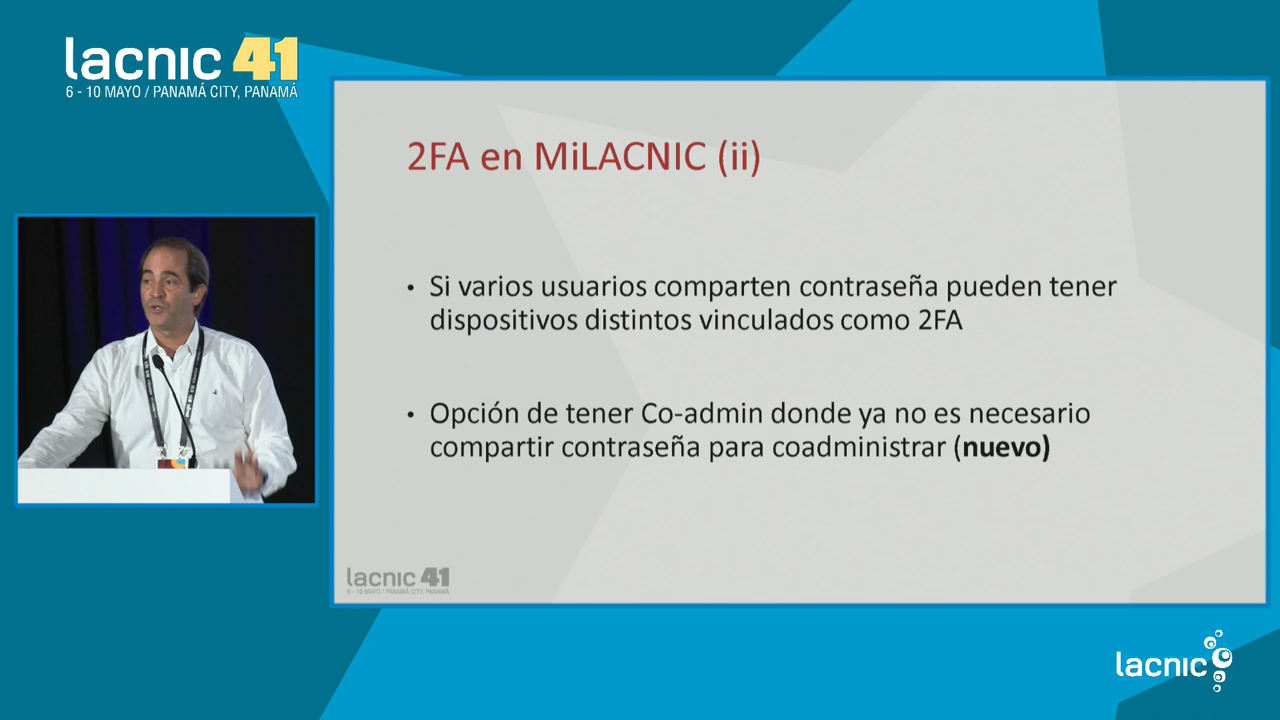 lacnic 41
6 - 10 MAYO / PANAMÁ CITY, PANAMÁ
2FA en MiLACNIC (ii)
• Si varios usuarios comparten contraseña pueden tener
dispositivos distintos vinculados como 2FA
• Opción de tener Co-admin donde ya no es necesario
compartir contraseña para coadministrar (nuevo)
lacnic 41
6 - 10 MAYO / PANAMÁ CITY, PANAMÁ
lacnic